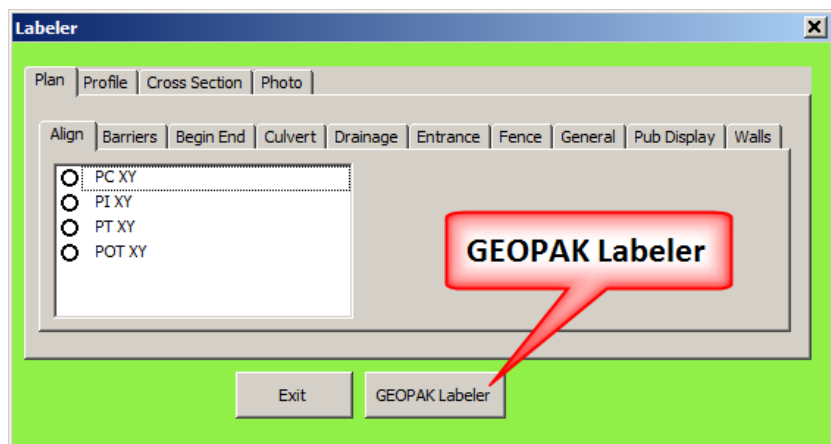 Labeler
Plan Profile Cross Section Photo
Align Barriers Begin End Culvert Drainage Entrance Fence General Pub Display Walls
PC XY
PI XY
PT XY
POT XY
GEOPAK Labeler
Exit GEOPAK Labeler